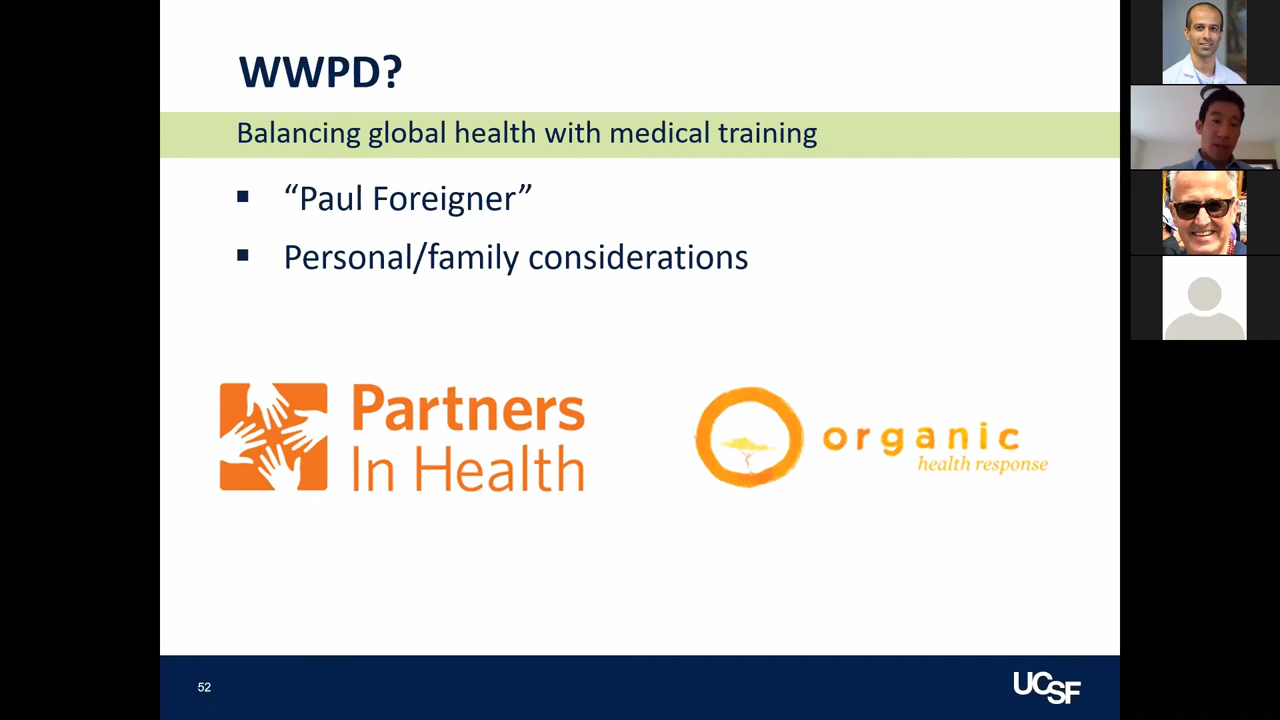 WWPD?
Balancing global health with medical training
▪ “Paul Foreigner”
▪ Personal/family considerations
Partners
In Health
organic
health response
52
UCSF